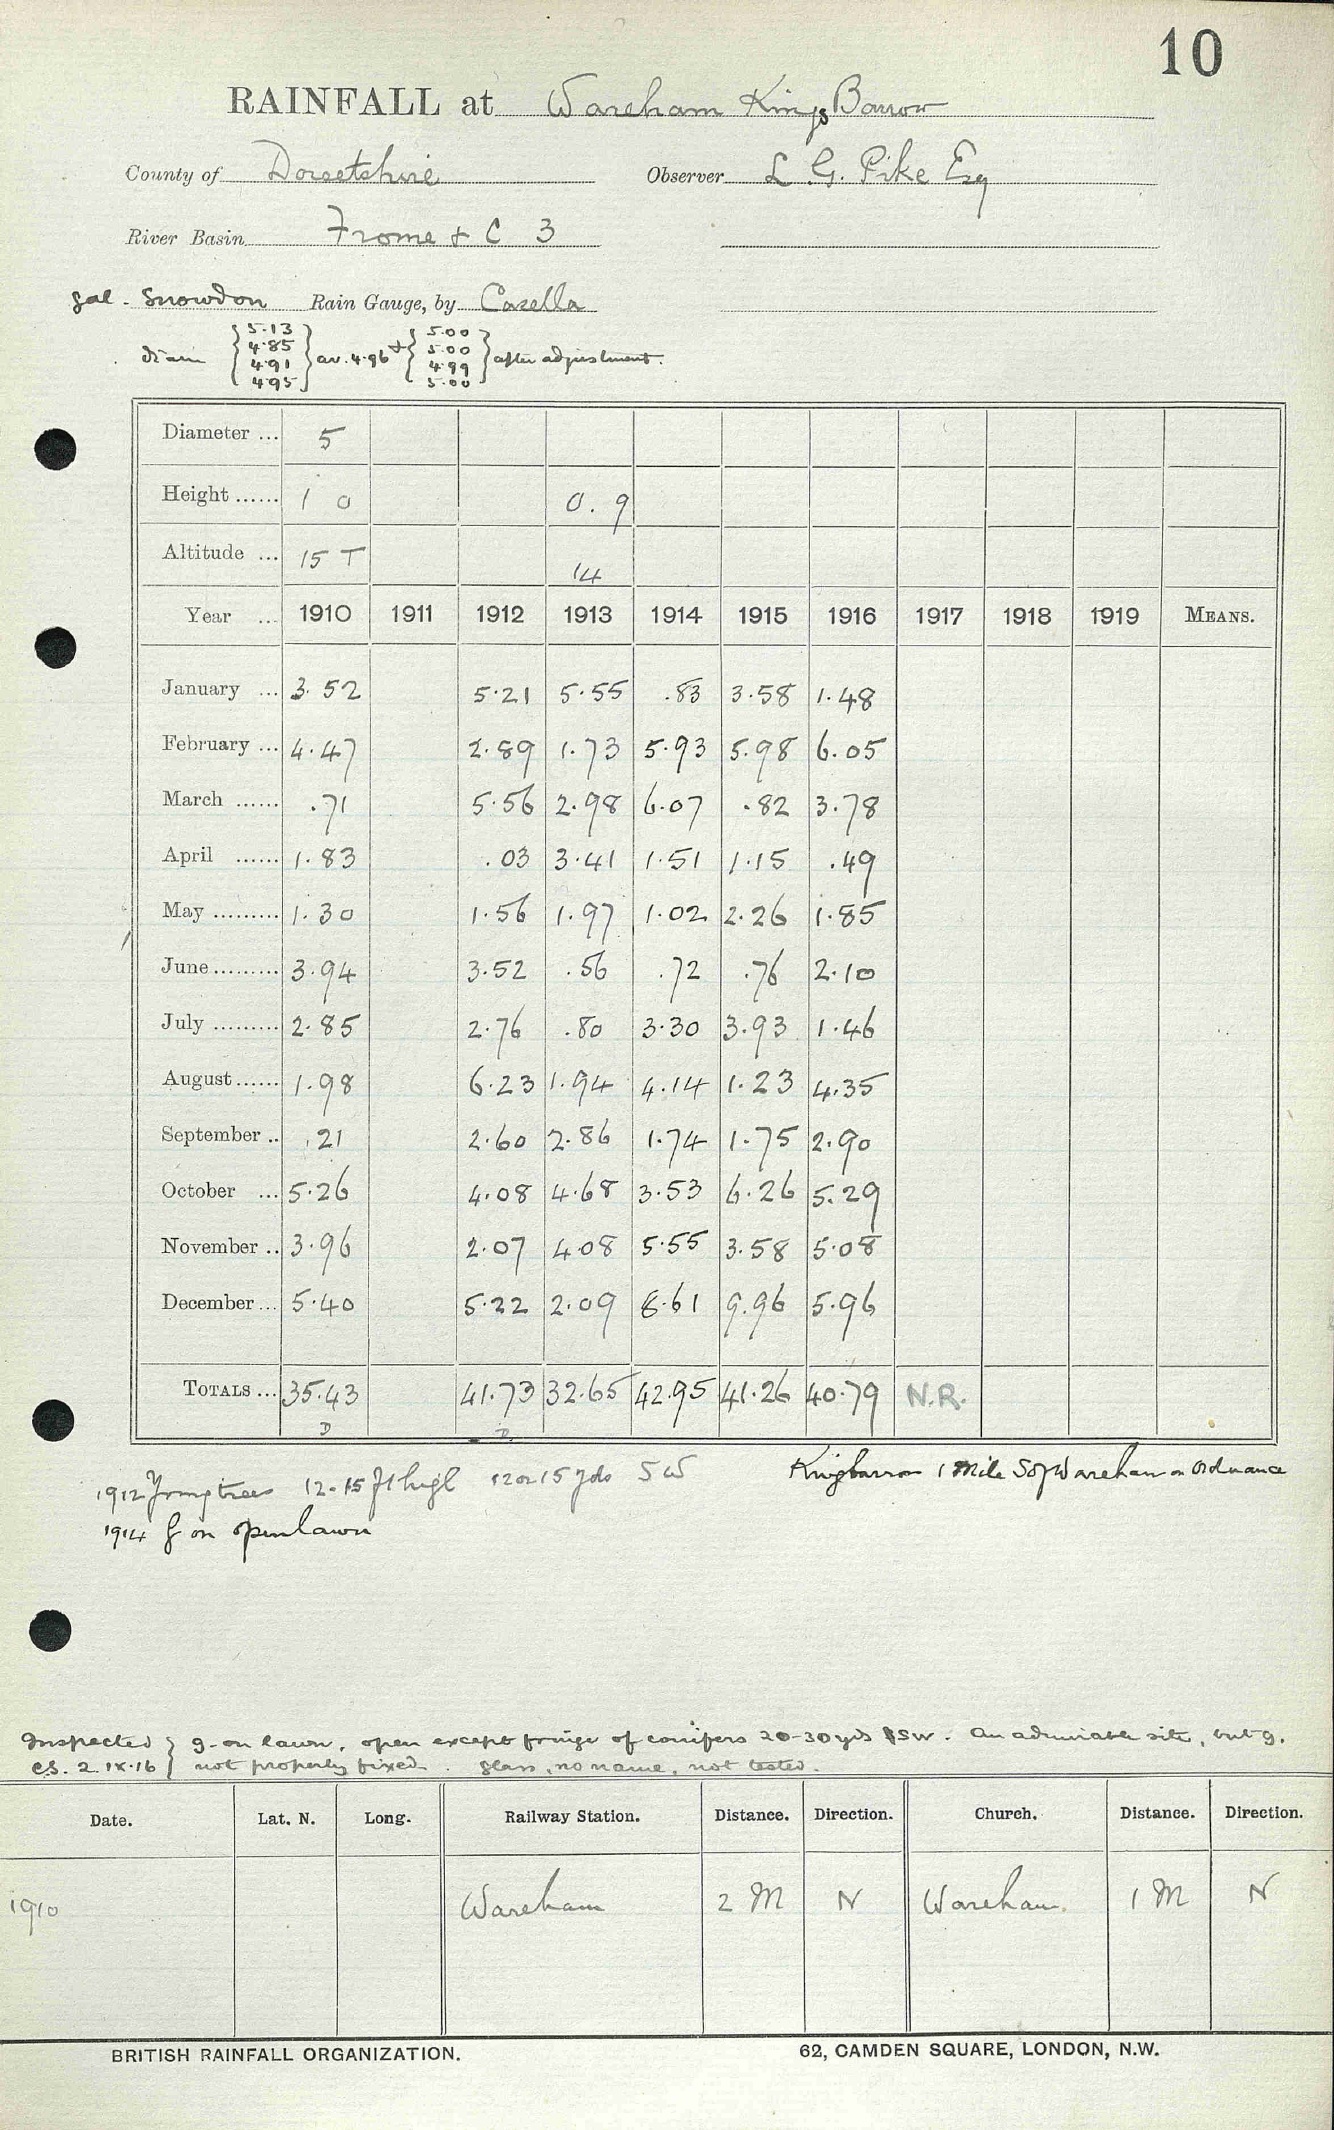 10
RAINFALL at Wareham Kings Barrow
County of Dorsetshire Observer L G. Pike Esq
River Basin Frome & C 3
gal. Snowdon Rain Gauge, by Casella
diam { 5.13 4.85 4.91 4.95 } av. 4.96 & { 5.00 5.00 4.99 5.00 } after adjustment.
Diameter ... 5
Height ...... 1 0 0. 9
Altitude ... 15 T 14
Year ... 1910 1911 1912 1913 1914 1915 1916 1917 1918 1919 MEANS.
January ... 3.52 5.21 5.55 .83 3.58 1.48
February ... 4.47 2.89 1.73 5.93 5.98 6.05
March ...... .71 5.56 2.98 6.07 .82 3.78
April ...... 1.83 .03 3.41 1.51 1.15 .49
May ......... 1.30 1.56 1.97 1.02 2.26 1.85
June ......... 3.94 3.52 .56 .72 .76 2.10
July ......... 2.85 2.76 .80 3.30 3.93 1.46
August ...... 1.98 6.23 1.94 4.14 1.23 4.35
September .. .21 2.60 2.86 1.74 1.75 2.90
October ... 5.26 4.08 4.68 3.53 6.26 5.29
November .. 3.96 2.07 4.08 5.55 3.58 5.08
December ... 5.40 5.22 2.09 8.61 9.96 5.96
TOTALS ... 35.43 41.73 32.65 42.95 41.26 40.79 N.R.
D D
1912 Young trees 12-15 ft high 12 or 15 yds SW Kingbarrow 1 Mile S of Wareham on Ordnance
1914 g on open lawn
Inspected } g. on lawn, open except fringe of conifers 20-30 yds SSW. An admirable site, but g.
C.S. 2.IX.16 } not properly fixed. Glass, no name, not tested.
Date. Lat. N. Long. Railway Station. Distance. Direction. Church. Distance. Direction.
1910 Wareham 2 M N Wareham 1 M N
BRITISH RAINFALL ORGANIZATION. 62, CAMDEN SQUARE, LONDON, N.W.